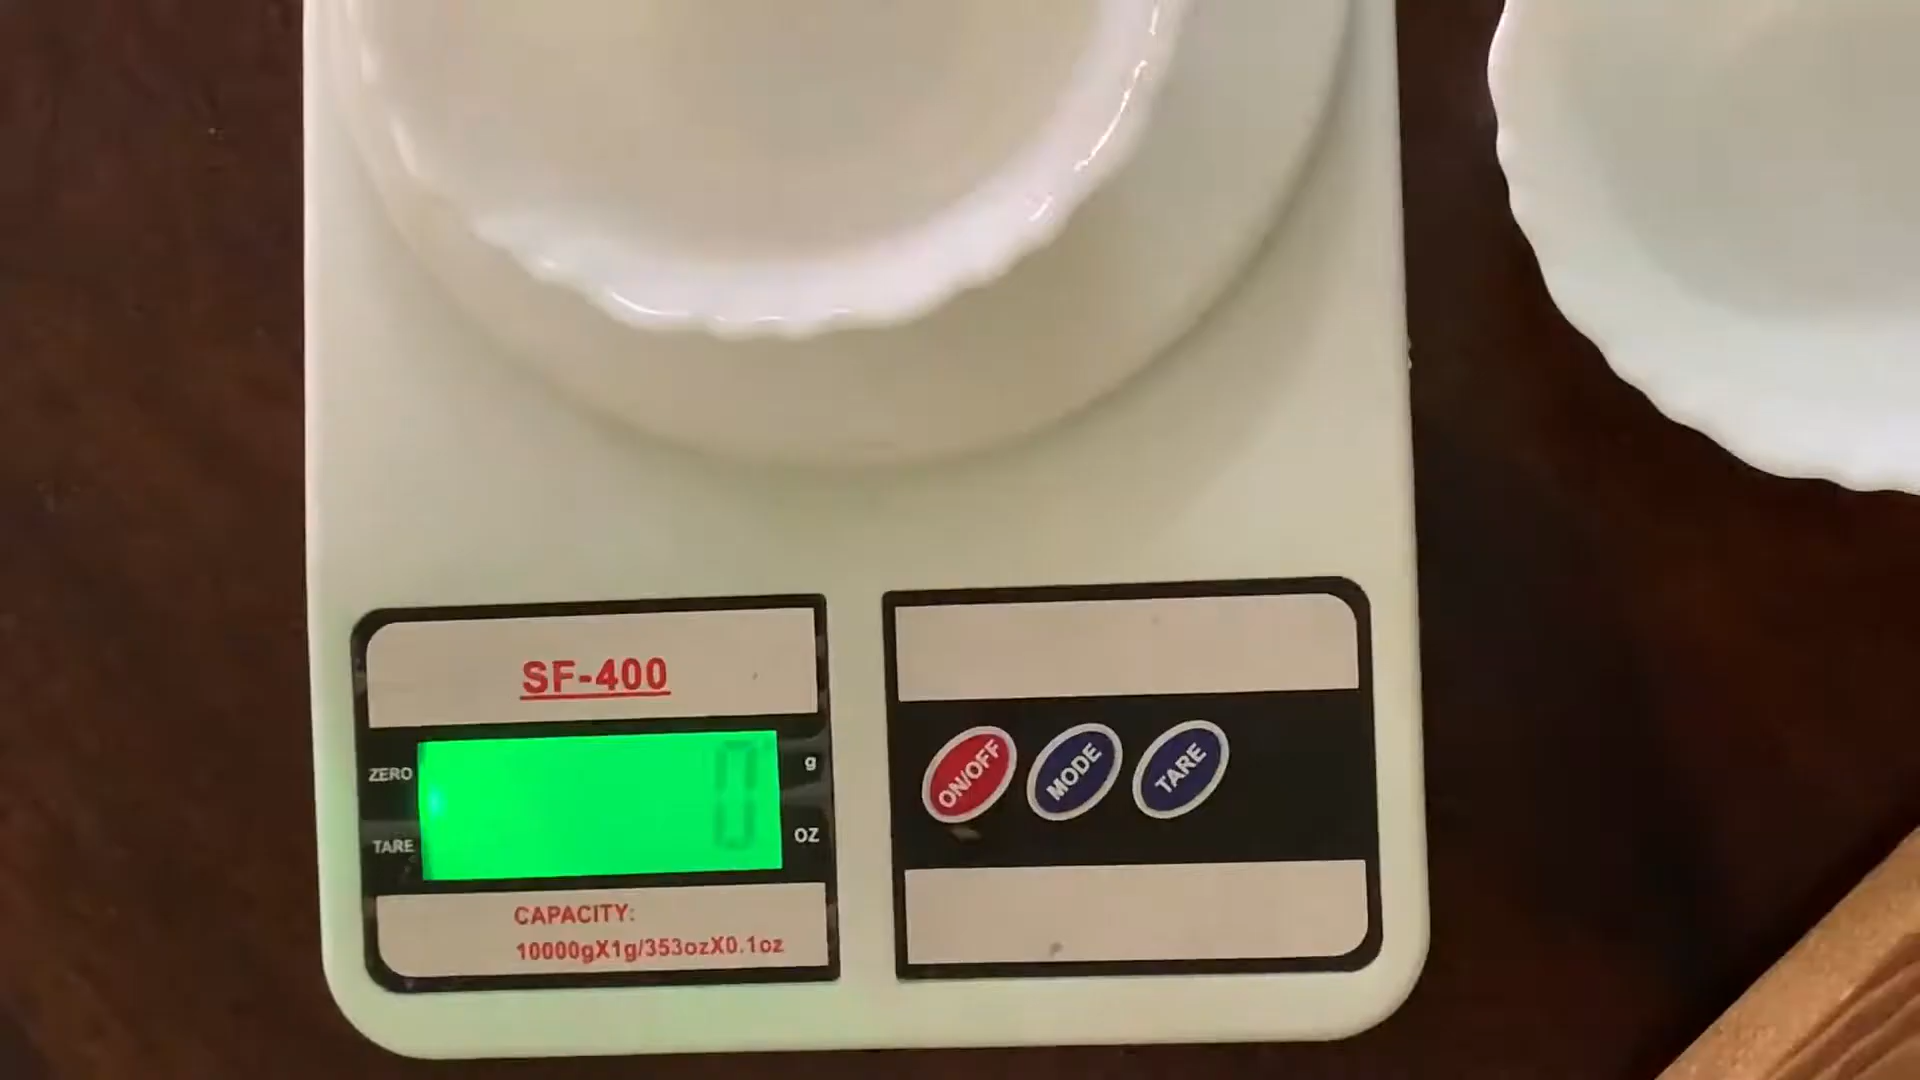 SF-400
ZERO
TARE
0
g
OZ
CAPACITY:
10000gX1g/353ozX0.1oz
ON/OFF
MODE
TARE